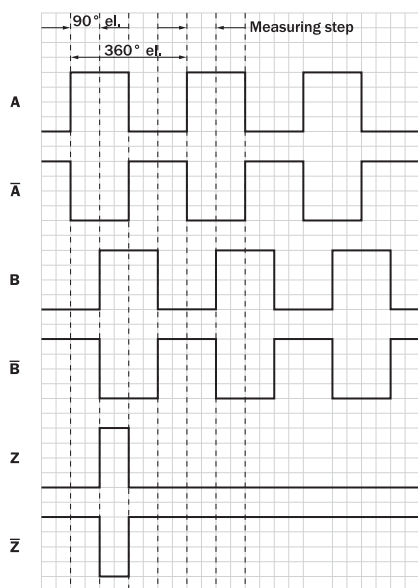 90° el.
Measuring step
360° el.
A
A̅
B
B̅
Z
Z̅